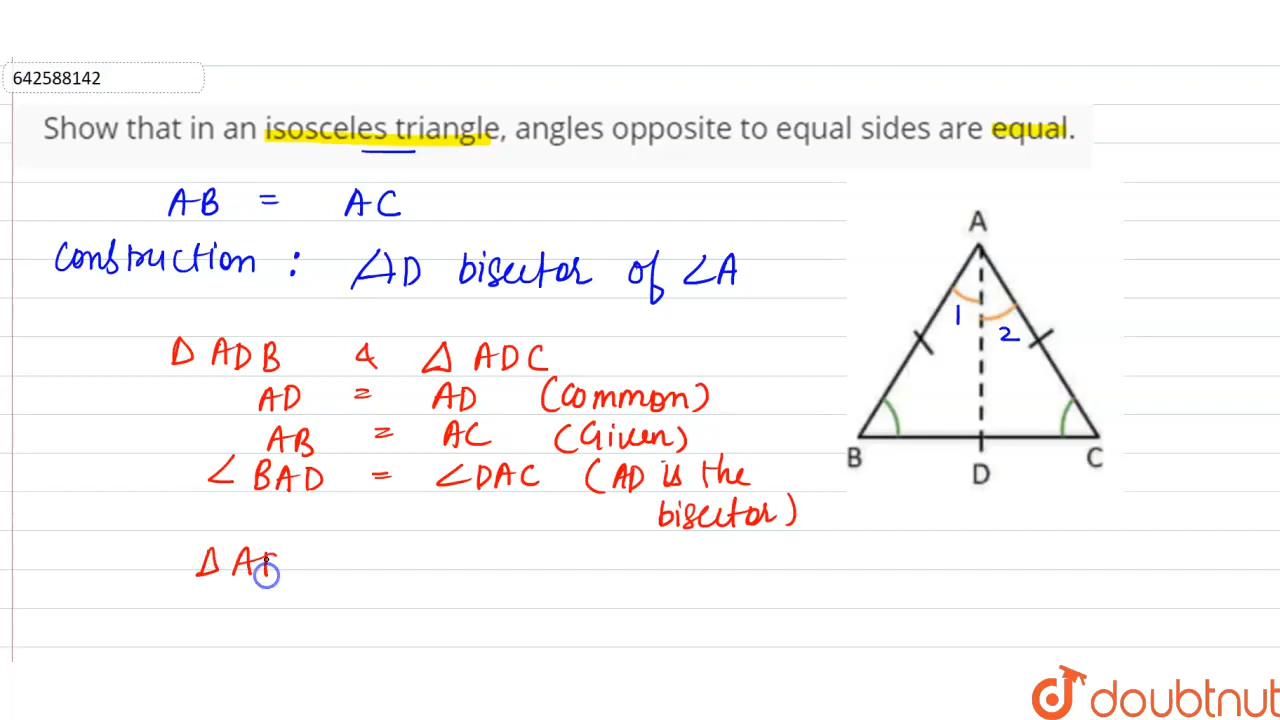 642588142
Show that in an isosceles triangle, angles opposite to equal sides are equal.
AB = AC
Construction : AD bisector of ∠A
Δ ADB & Δ ADC
AD = AD (Common)
AB = AC (Given)
∠BAD = ∠DAC (AD is the
bisector)
Δ A
A
1
2
B
D
C
doubtnut